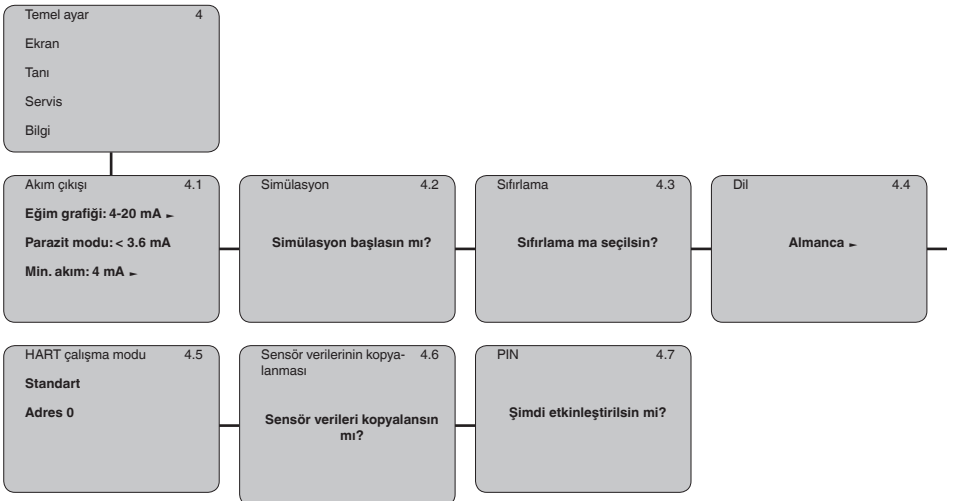 Temel ayar 4
Ekran
Tanı
Servis
Bilgi
Akım çıkışı 4.1
Eğim grafiği: 4-20 mA ►
Parazit modu: < 3.6 mA
Min. akım: 4 mA ►
Simülasyon 4.2
Simülasyon başlasın mı?
Sıfırlama 4.3
Sıfırlama ma seçilsin?
Dil 4.4
Almanca ►
HART çalışma modu 4.5
Standart
Adres 0
Sensör verilerinin kopya- 4.6
lanması
Sensör verileri kopyalansın
mı?
PIN 4.7
Şimdi etkinleştirilsin mi?